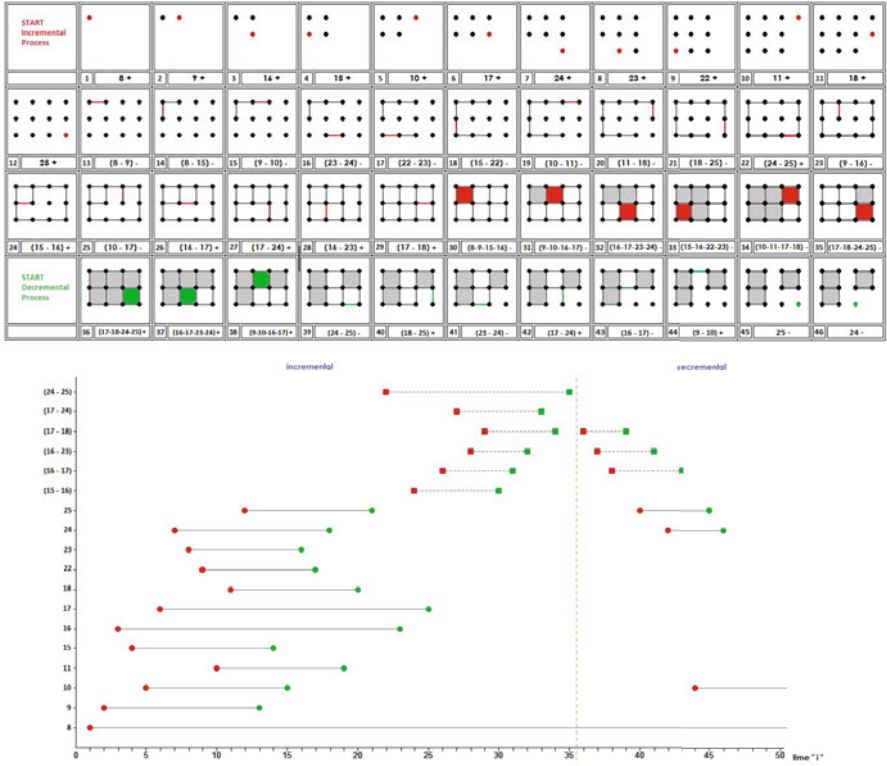 START
Incremental
Process
1 8 +
2 9 +
3 16 +
4 15 +
5 10 +
6 17 +
7 24 +
8 23 +
9 22 +
10 11 +
11 18 +
12 25 +
13 (8 - 9) -
14 (8 - 15) -
15 (9 - 10) -
16 (23 - 24) -
17 (22 - 23) -
18 (15 - 22) -
19 (10 - 11) -
20 (11 - 18) -
21 (18 - 25) -
22 (24 - 25) +
23 (9 - 16) -
24 (15 - 16) +
25 (10 - 17) -
26 (16 - 17) +
27 (17 - 24) +
28 (16 - 23) +
29 (17 - 18) +
30 (8-9-15-16) -
31 (9-10-16-17) -
32 (16-17-23-24) -
33 (15-16-22-23) -
34 (10-11-17-18) -
35 (17-18-24-25) -
START
Decremental
Process
36 (17-18-24-25) +
37 (16-17-23-24) +
38 (9-10-16-17) +
39 (24 - 25) -
40 (18 - 25) +
41 (23 - 24) -
42 (17 - 24) +
43 (16 - 17) -
44 (9 - 10) +
45 25 -
46 24 -
incremental
cecremental
(24 - 25)
(17 - 24)
(17 - 18)
(16 - 23)
(16 - 17)
(15 - 16)
25
24
23
22
18
17
16
15
11
10
9
8
0 5 10 15 20 25 30 35 40 45 50
time "i"